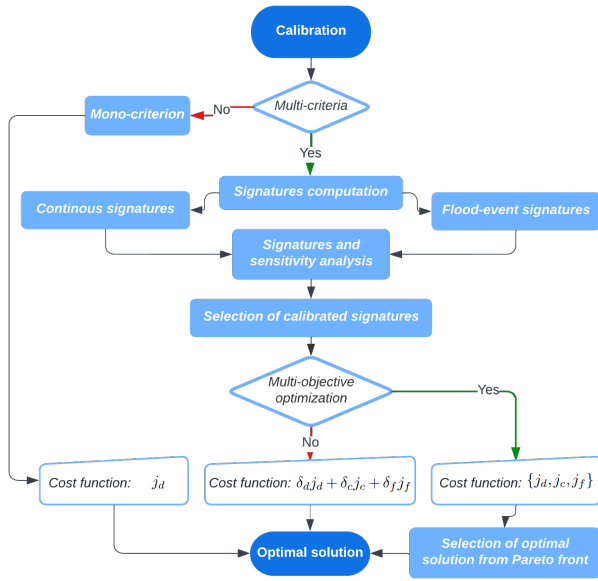 Calibration
Multi-criteria
No
Mono-criterion
Yes
Signatures computation
Continous signatures
Flood-event signatures
Signatures and
sensitivity analysis
Selection of calibrated signatures
Multi-objective
optimization
Yes
No
Cost function: j_d
Cost function: δ_d j_d + δ_c j_c + δ_f j_f
Cost function: {j_d, j_c, j_f}
Optimal solution
Selection of optimal
solution from Pareto front